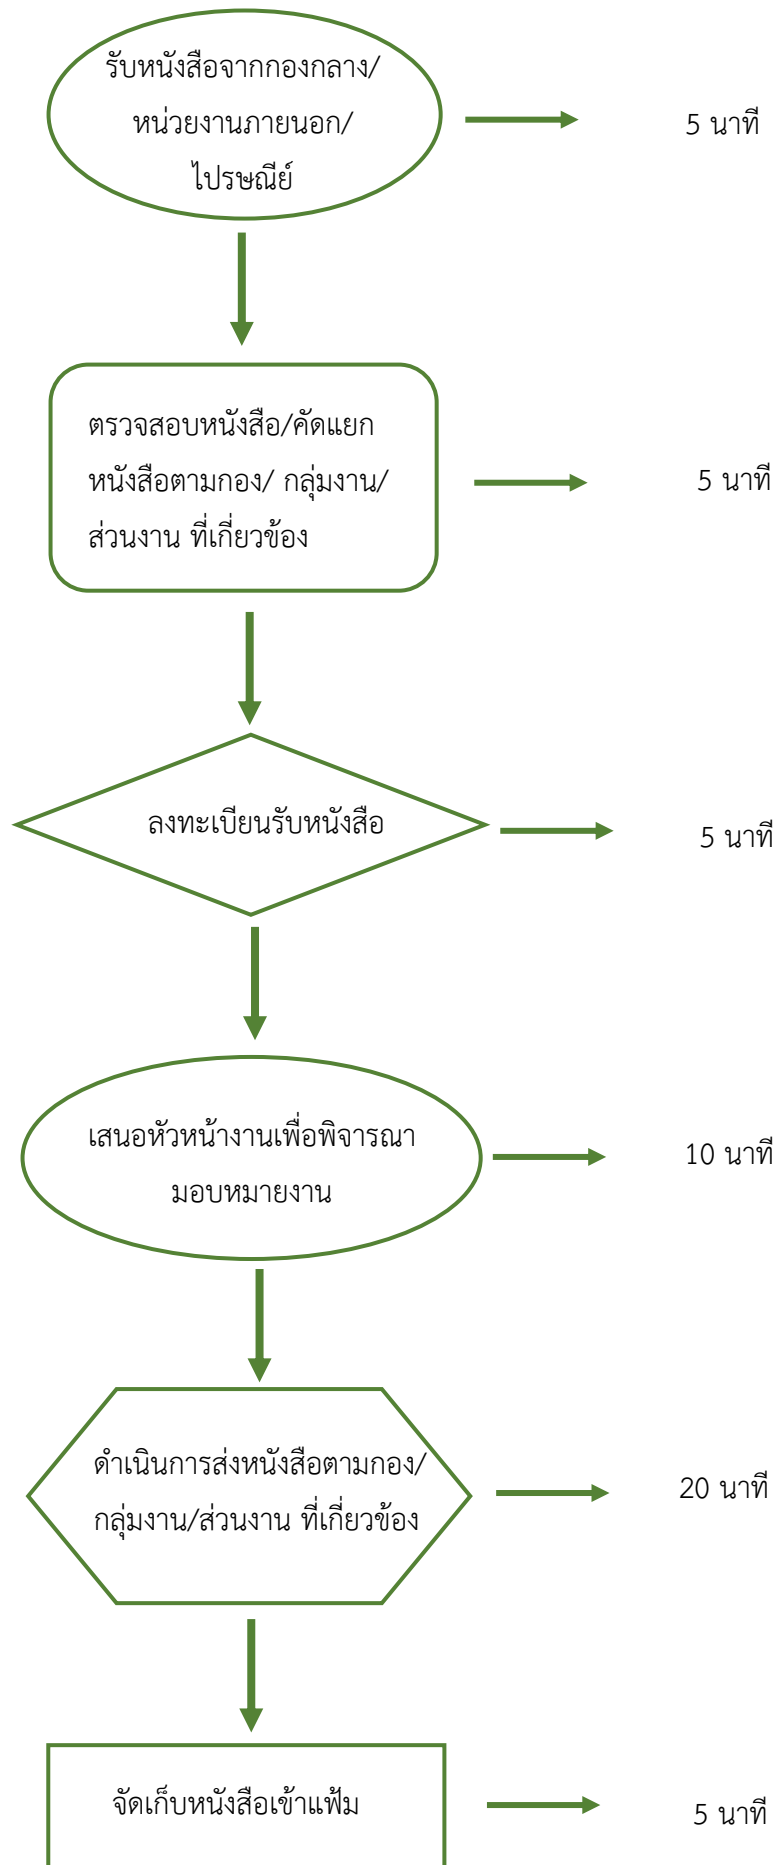 รับหนังสือจากกองกลาง/
หน่วยงานภายนอก/
ไปรษณีย์
5 นาที
ตรวจสอบหนังสือ/คัดแยก
หนังสือตามกอง/ กลุ่มงาน/
ส่วนงาน ที่เกี่ยวข้อง
5 นาที
ลงทะเบียนรับหนังสือ
5 นาที
เสนอหัวหน้างานเพื่อพิจารณา
มอบหมายงาน
10 นาที
ดำเนินการส่งหนังสือตามกอง/
กลุ่มงาน/ส่วนงาน ที่เกี่ยวข้อง
20 นาที
จัดเก็บหนังสือเข้าแฟ้ม
5 นาที